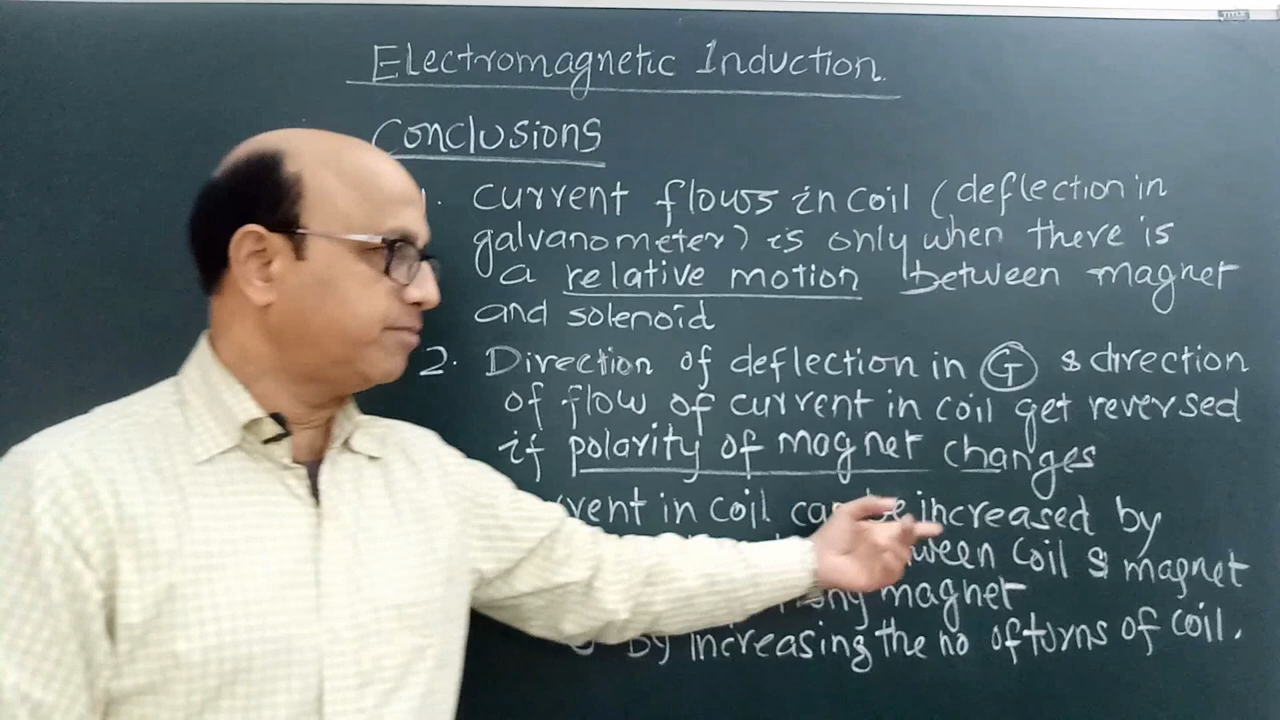 Electromagnetic Induction.
Conclusions
1. Current flows in coil (deflection in
galvanometer) is only when there is
a relative motion between magnet
and solenoid
2. Direction of deflection in G & direction
of flow of current in coil get reversed
if polarity of magnet changes
in coil can be increased by
coil & magnet
magnet
by increasing the no of turns of coil.